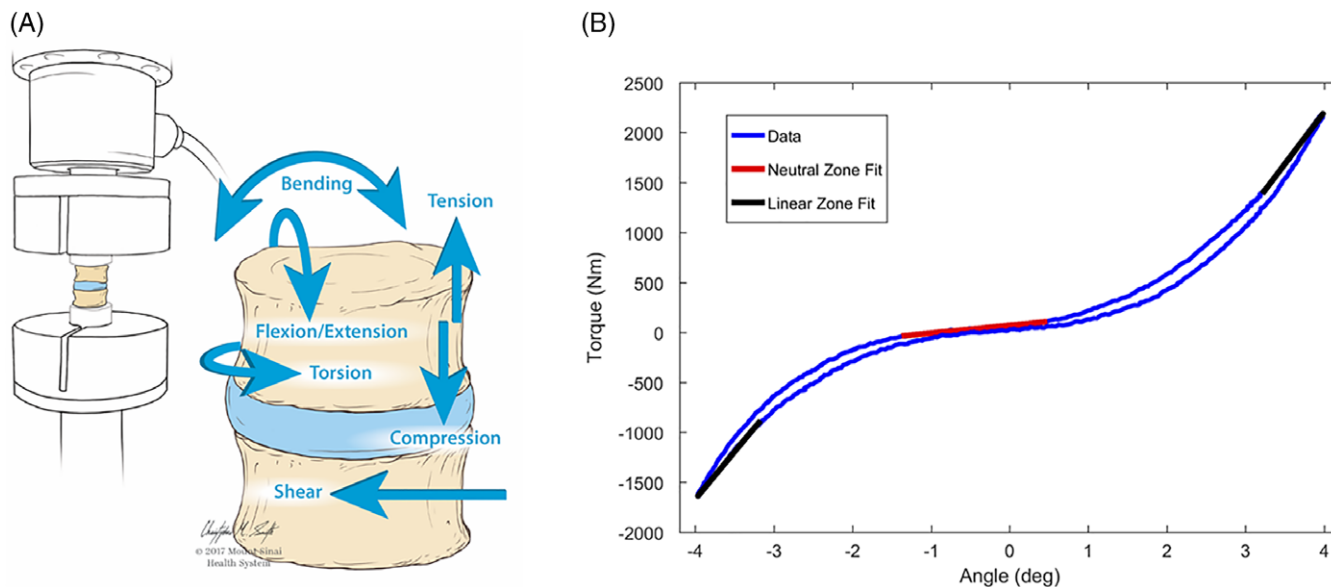 (A)
Bending
Tension
Flexion/Extension
Torsion
Compression
Shear
© 2017 Mount Sinai
Health System
(B)
Data
Neutral Zone Fit
Linear Zone Fit
Torque (Nm)
2500
2000
1500
1000
500
0
-500
-1000
-1500
-2000
-4
-3
-2
-1
0
1
2
3
4
Angle (deg)